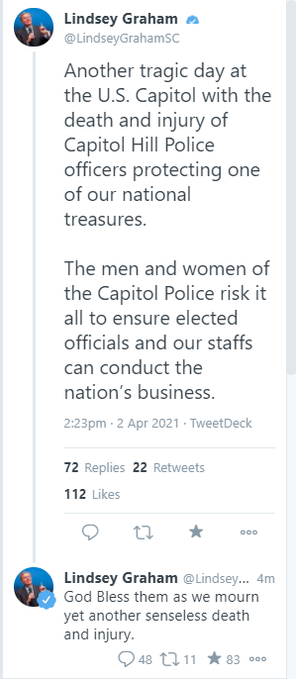 Lindsey Graham
@LindseyGrahamSC
Another tragic day at
the U.S. Capitol with the
death and injury of
Capitol Hill Police
officers protecting one
of our national
treasures.
The men and women of
the Capitol Police risk it
all to ensure elected
officials and our staffs
can conduct the
nation's business.
2:23pm · 2 Apr 2021 · TweetDeck
72 Replies 22 Retweets
112 Likes
Lindsey Graham @Lindsey... 4m
God Bless them as we mourn
yet another senseless death
and injury.
48 11 83